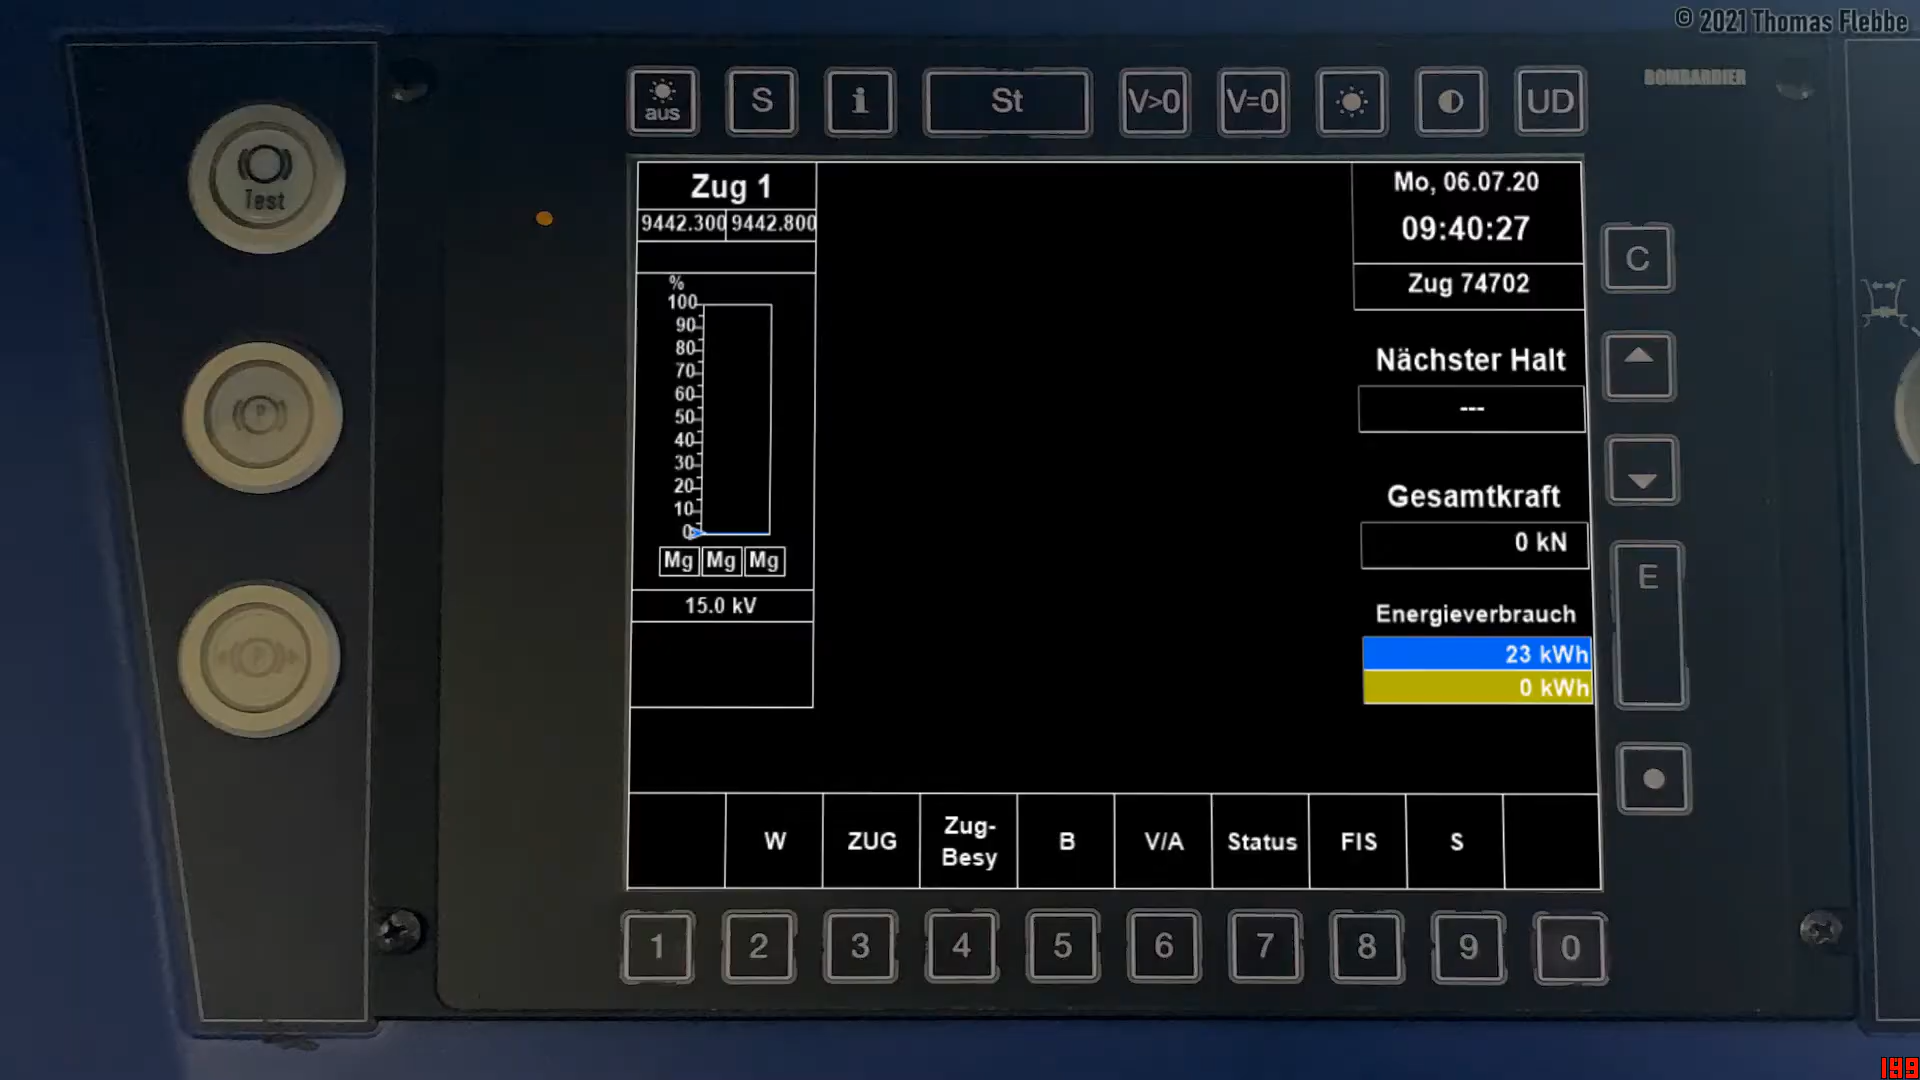 © 2021 Thomas Flebbe
BOMBARDIER
aus
S
i
St
V>0
V=0
UD
Test
Zug 1
9442.300 9442.800
Mo, 06.07.20
09:40:27
Zug 74702
C
%
100
90
80
70
60
50
40
30
20
10
0
Mg Mg Mg
15.0 kV
Nächster Halt
---
Gesamtkraft
0 kN
Energieverbrauch
23 kWh
0 kWh
E
P
P
W
ZUG
Zug-
Besy
B
V/A
Status
FIS
S
1 2 3 4 5 6 7 8 9 0
149